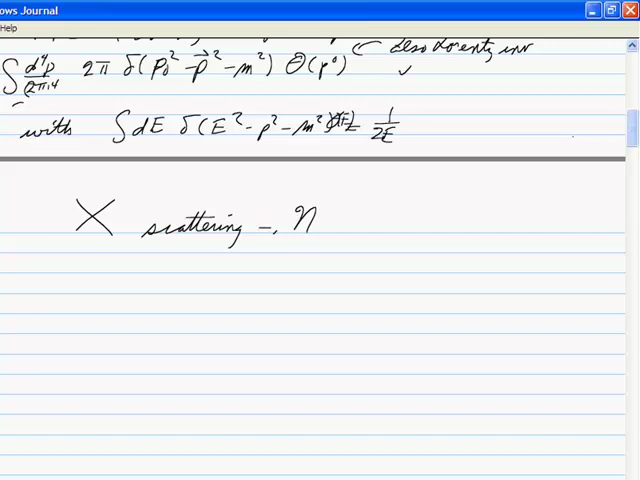 ows Journal
Help
also Lorentz inv
∫ d⁴p/(2π)⁴ 2π δ(p₀² - p⃗² - m²) Θ(p⁰) ✓
with ∫ dE δ(E² - p² - m²) 1/2E
scattering